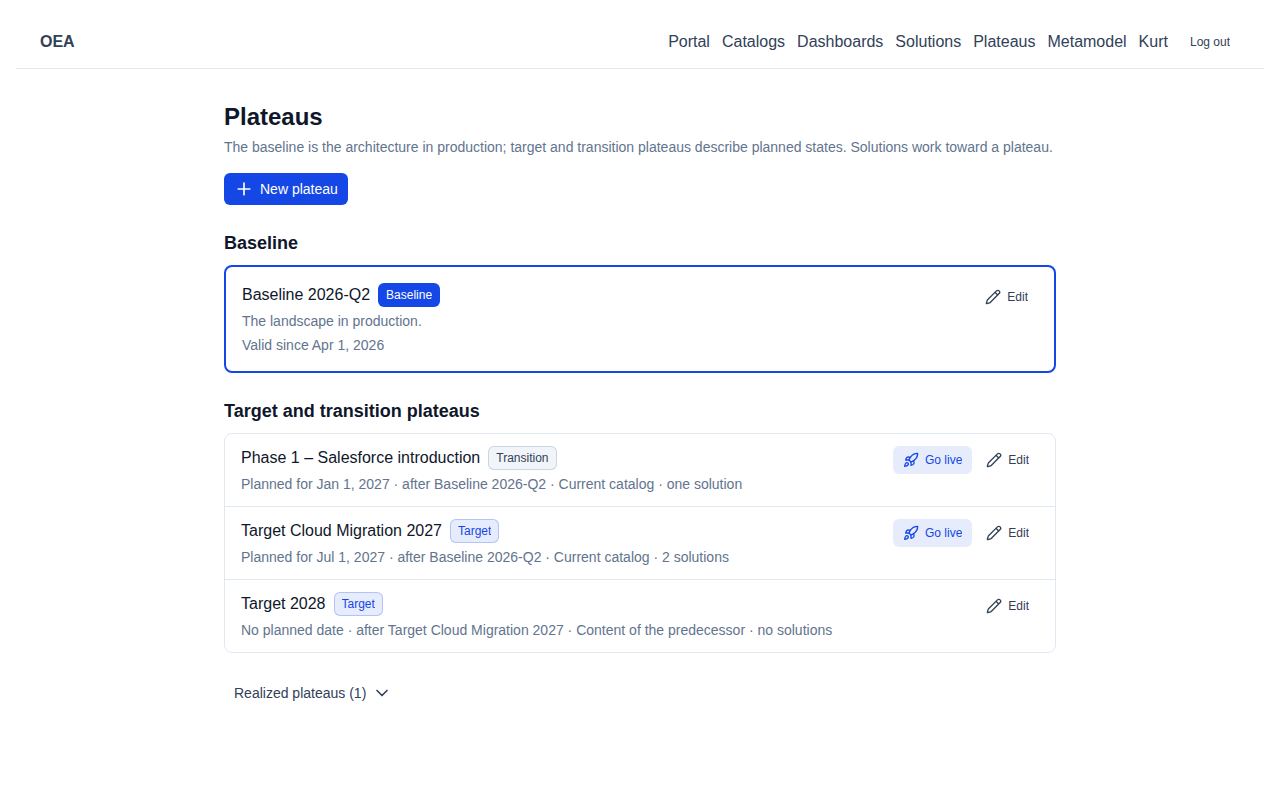 OEA
Portal Catalogs Dashboards Solutions Plateaus Metamodel Kurt Log out
Plateaus
The baseline is the architecture in production; target and transition plateaus describe planned states. Solutions work toward a plateau.
New plateau
Baseline
Baseline 2026-Q2 Baseline
Edit
The landscape in production.
Valid since Apr 1, 2026
Target and transition plateaus
Phase 1 – Salesforce introduction Transition
Go live Edit
Planned for Jan 1, 2027 · after Baseline 2026-Q2 · Current catalog · one solution
Target Cloud Migration 2027 Target
Go live Edit
Planned for Jul 1, 2027 · after Baseline 2026-Q2 · Current catalog · 2 solutions
Target 2028 Target
Edit
No planned date · after Target Cloud Migration 2027 · Content of the predecessor · no solutions
Realized plateaus (1)